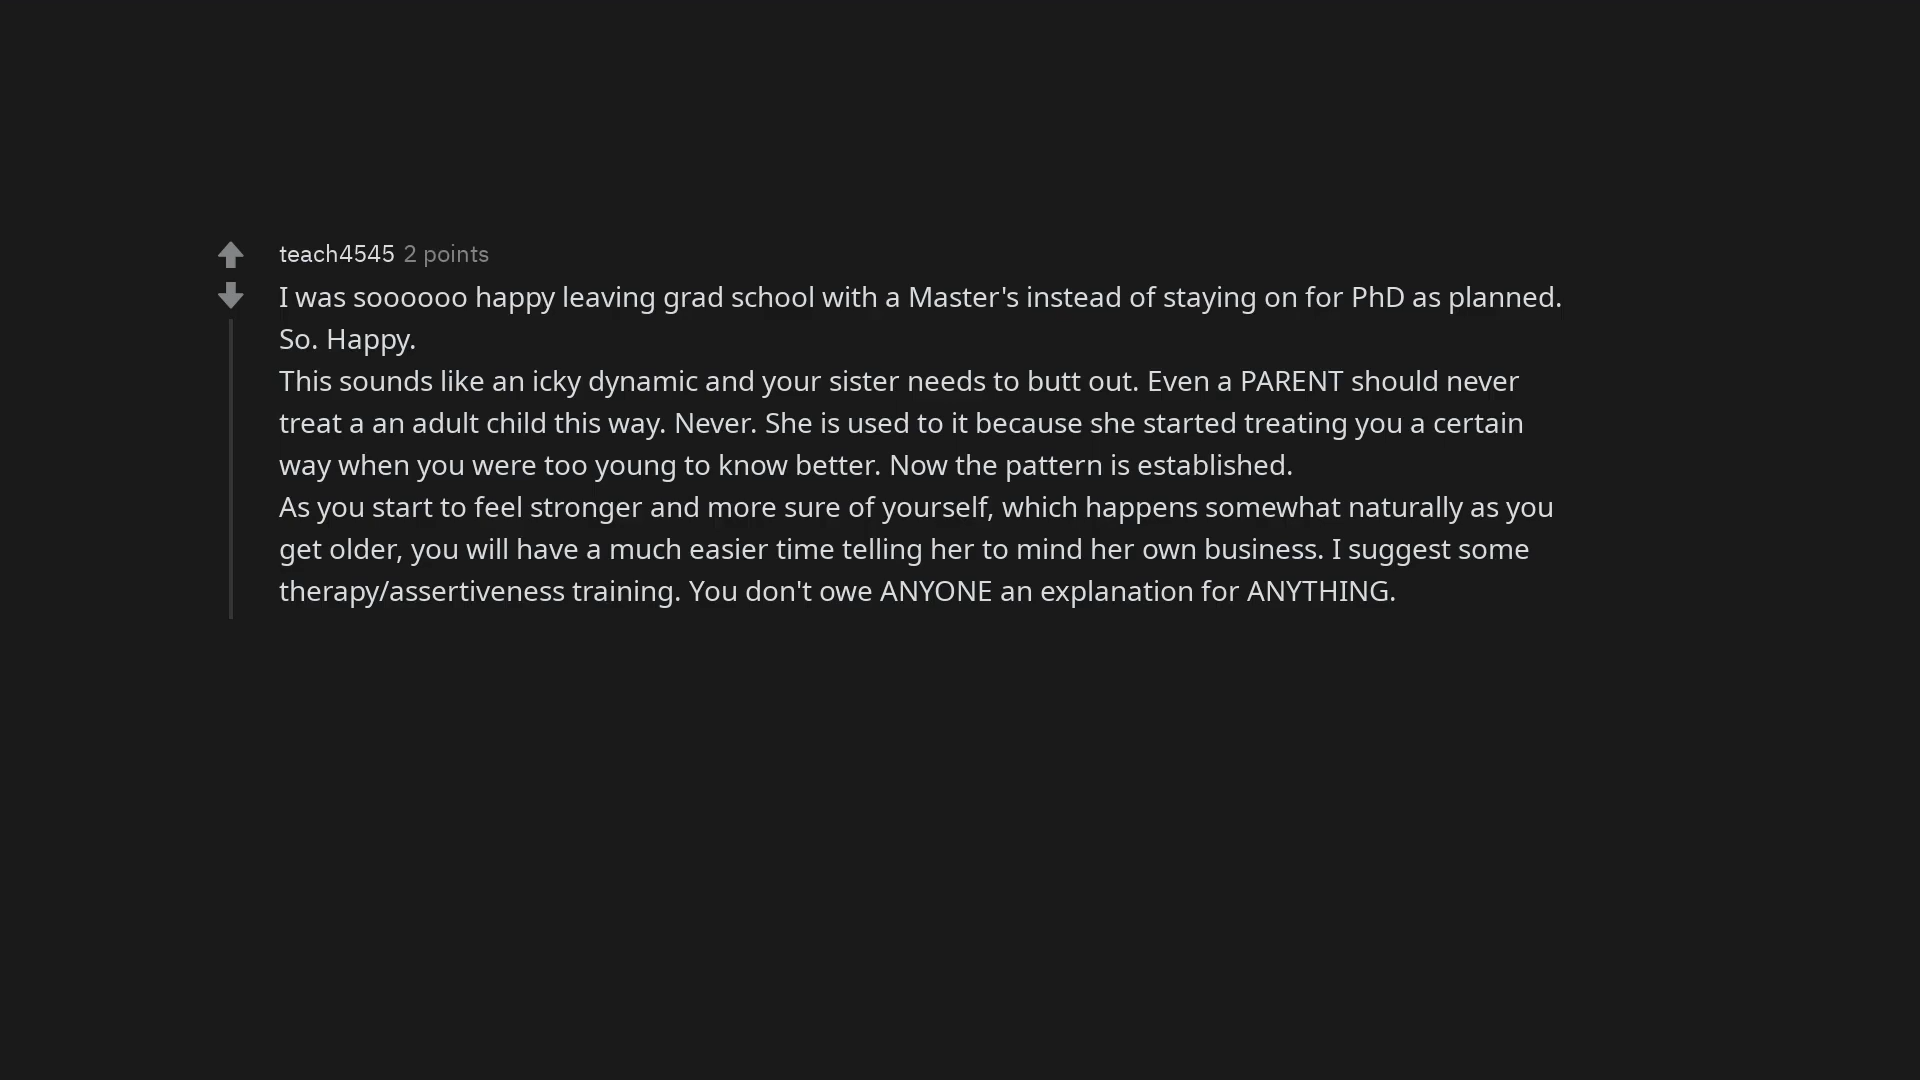 teach4545 2 points
I was soooooo happy leaving grad school with a Master's instead of staying on for PhD as planned.
So. Happy.
This sounds like an icky dynamic and your sister needs to butt out. Even a PARENT should never
treat a an adult child this way. Never. She is used to it because she started treating you a certain
way when you were too young to know better. Now the pattern is established.
As you start to feel stronger and more sure of yourself, which happens somewhat naturally as you
get older, you will have a much easier time telling her to mind her own business. I suggest some
therapy/assertiveness training. You don't owe ANYONE an explanation for ANYTHING.